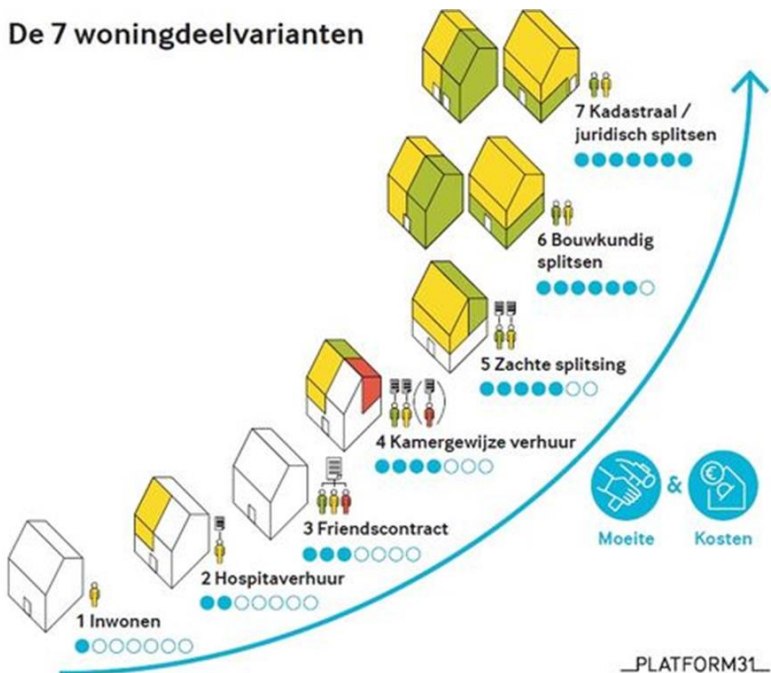 De 7 woningdeelvarianten
7 Kadastraal /
juridisch splitsen
6 Bouwkundig
splitsen
5 Zachte splitsing
4 Kamergewijze verhuur
3 Friendscontract
2 Hospitaverhuur
1 Inwonen
&
€
Moeite
Kosten
PLATFORM31